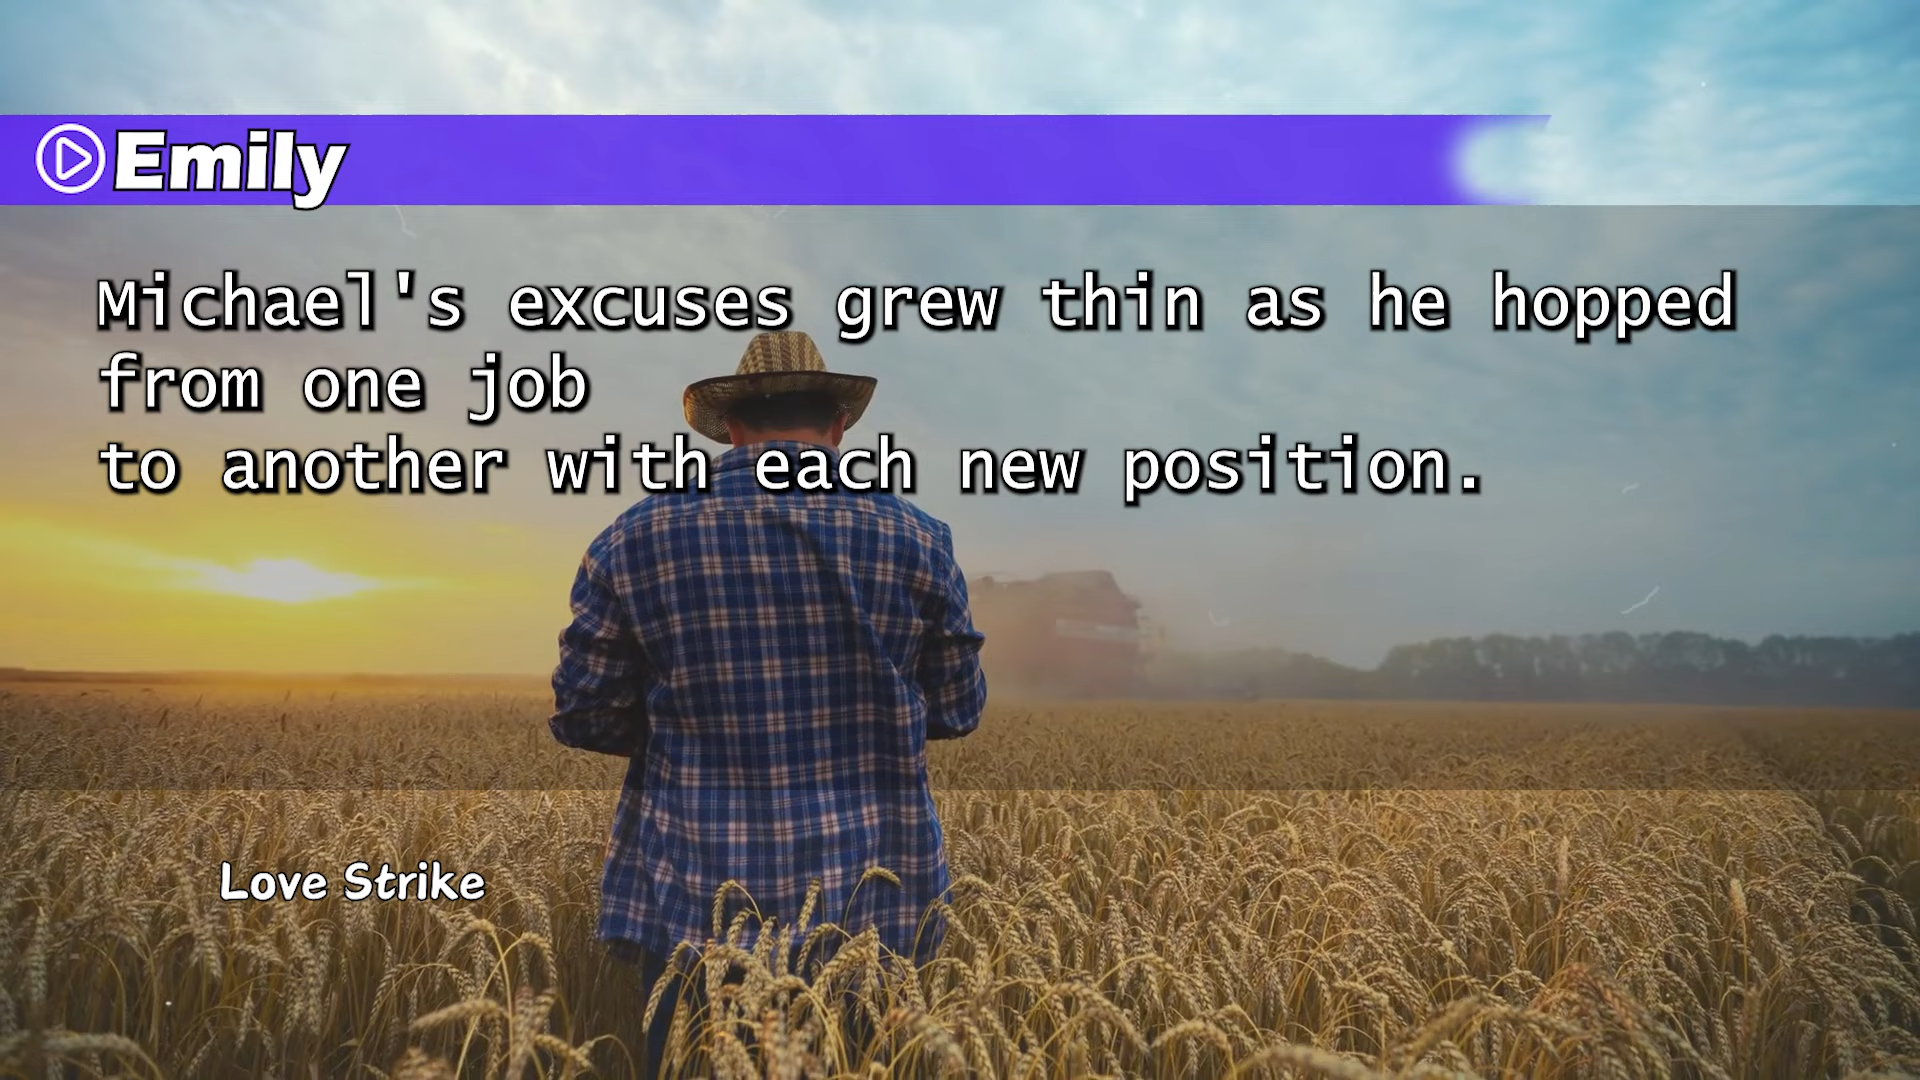 Emily
Michael's excuses grew thin as he hopped
from one job
to another with each new position.
Love Strike